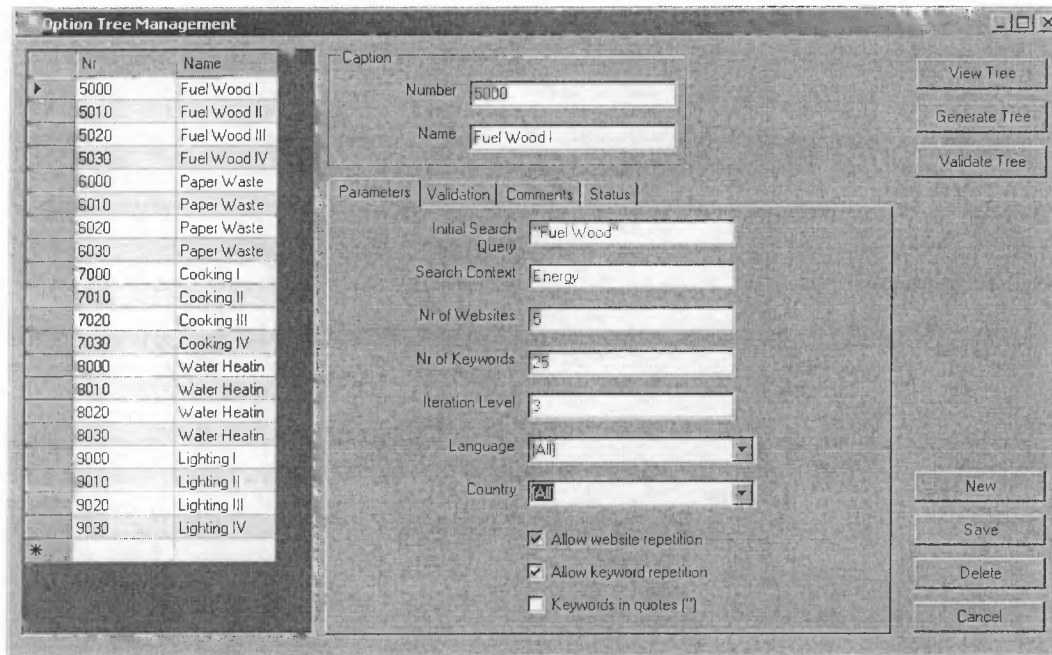 Option Tree Management
Nr Name
5000 Fuel Wood I
5010 Fuel Wood II
5020 Fuel Wood III
5030 Fuel Wood IV
6000 Paper Waste
6010 Paper Waste
6020 Paper Waste
6030 Paper Waste
7000 Cooking I
7010 Cooking II
7020 Cooking III
7030 Cooking IV
8000 Water Heatin
8010 Water Heatin
8020 Water Heatin
8030 Water Heatin
9000 Lighting I
9010 Lighting II
9020 Lighting III
9030 Lighting IV
Caption
Number 5000
Name Fuel Wood I
Parameters Validation Comments Status
Initial Search Query "Fuel Wood"
Search Context Energy
Nr of Websites 5
Nr of Keywords 25
Iteration Level 3
Language (All)
Country (All)
Allow website repetition
Allow keyword repetition
Keywords in quotes (")
View Tree
Generate Tree
Validate Tree
New
Save
Delete
Cancel